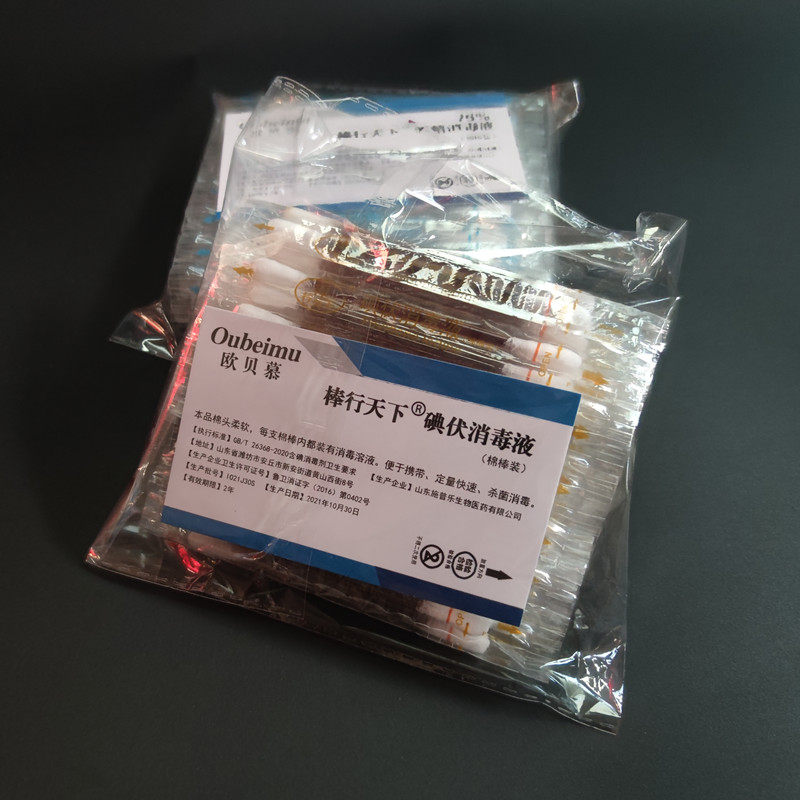 Oubeimu
欧贝慕
棒行天下®碘伏消毒液
（棉棒装）
本品棉头柔软，每支棉棒内都装有消毒溶液。便于携带、定量快速、杀菌消毒。
【执行标准】GB/T 26368-2020含碘消毒剂卫生要求 【生产企业】山东施普乐生物医药有限公司
【地址】山东省潍坊市安丘市新安街道黄山西街8号
【生产企业卫生许可证号】鲁卫消证字（2016）第0402号
【生产批号】I021J30S 【生产日期】2021年10月30日
【有效期限】2年
不得二次使用